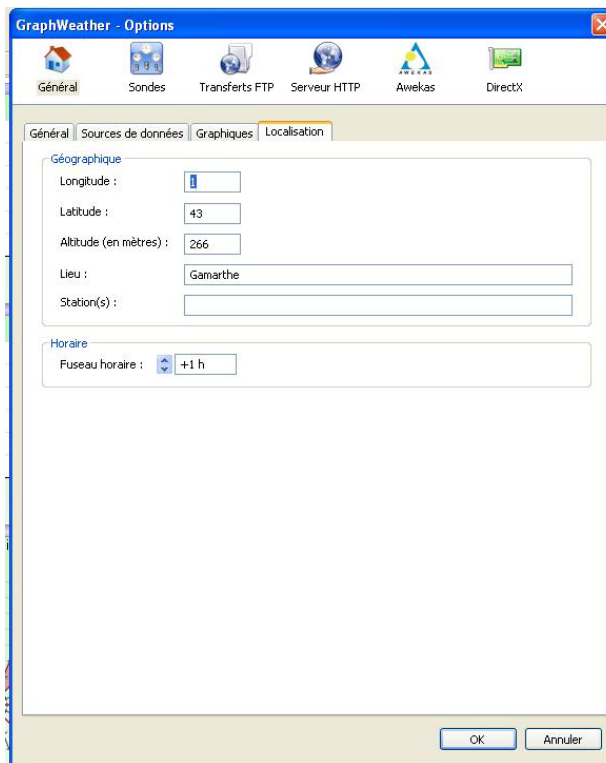 GraphWeather - Options
Général Sondes Transferts FTP Serveur HTTP Awekas DirectX
Général Sources de données Graphiques Localisation
Géographique
Longitude : 1
Latitude : 43
Altitude (en mètres) : 266
Lieu : Gamarthe
Station(s) :
Horaire
Fuseau horaire : +1 h
OK Annuler